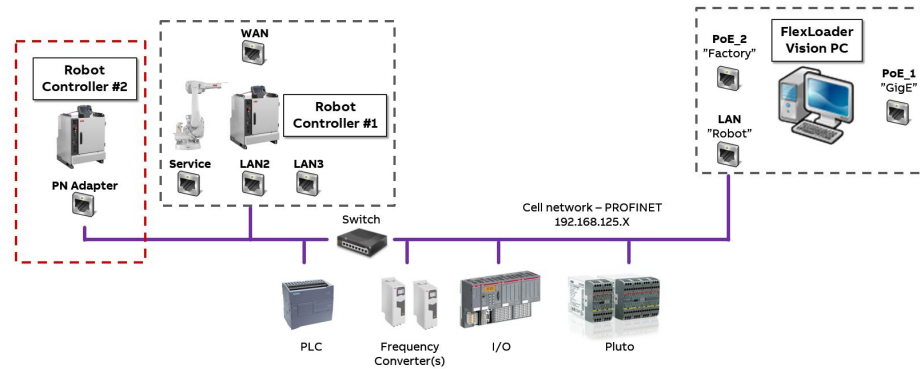 WAN
Robot
Controller #2
Robot
Controller #1
PN Adapter
Service
LAN2
LAN3
PoE_2
"Factory"
FlexLoader
Vision PC
PoE_1
"GigE"
LAN
"Robot"
Switch
Cell network – PROFINET
192.168.125.X
PLC
Frequency
Converter(s)
I/O
Pluto